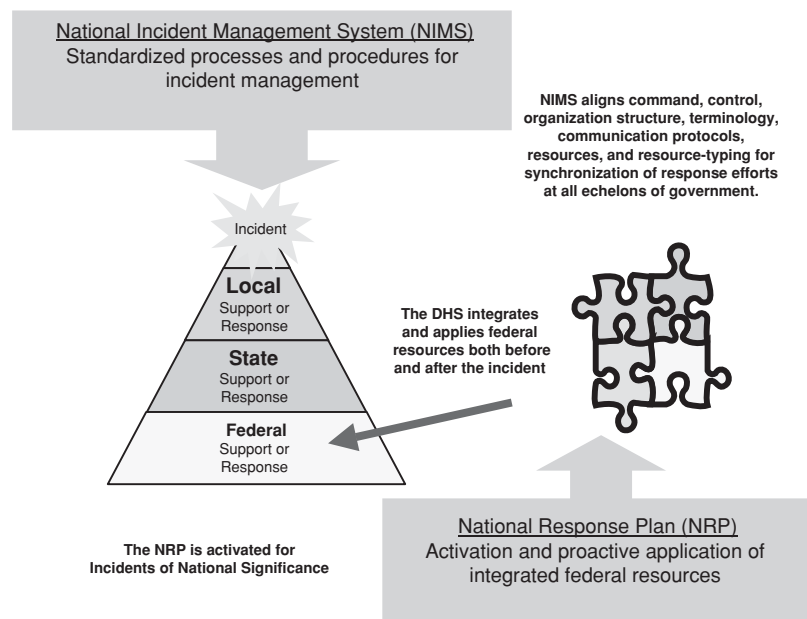 National Incident Management System (NIMS)
Standardized processes and procedures for
incident management
NIMS aligns command, control,
organization structure, terminology,
communication protocols,
resources, and resource-typing for
synchronization of response efforts
at all echelons of government.
Incident
Local
Support or
Response
State
Support or
Response
Federal
Support or
Response
The DHS integrates
and applies federal
resources both before
and after the incident
The NRP is activated for
Incidents of National Significance
National Response Plan (NRP)
Activation and proactive application of
integrated federal resources